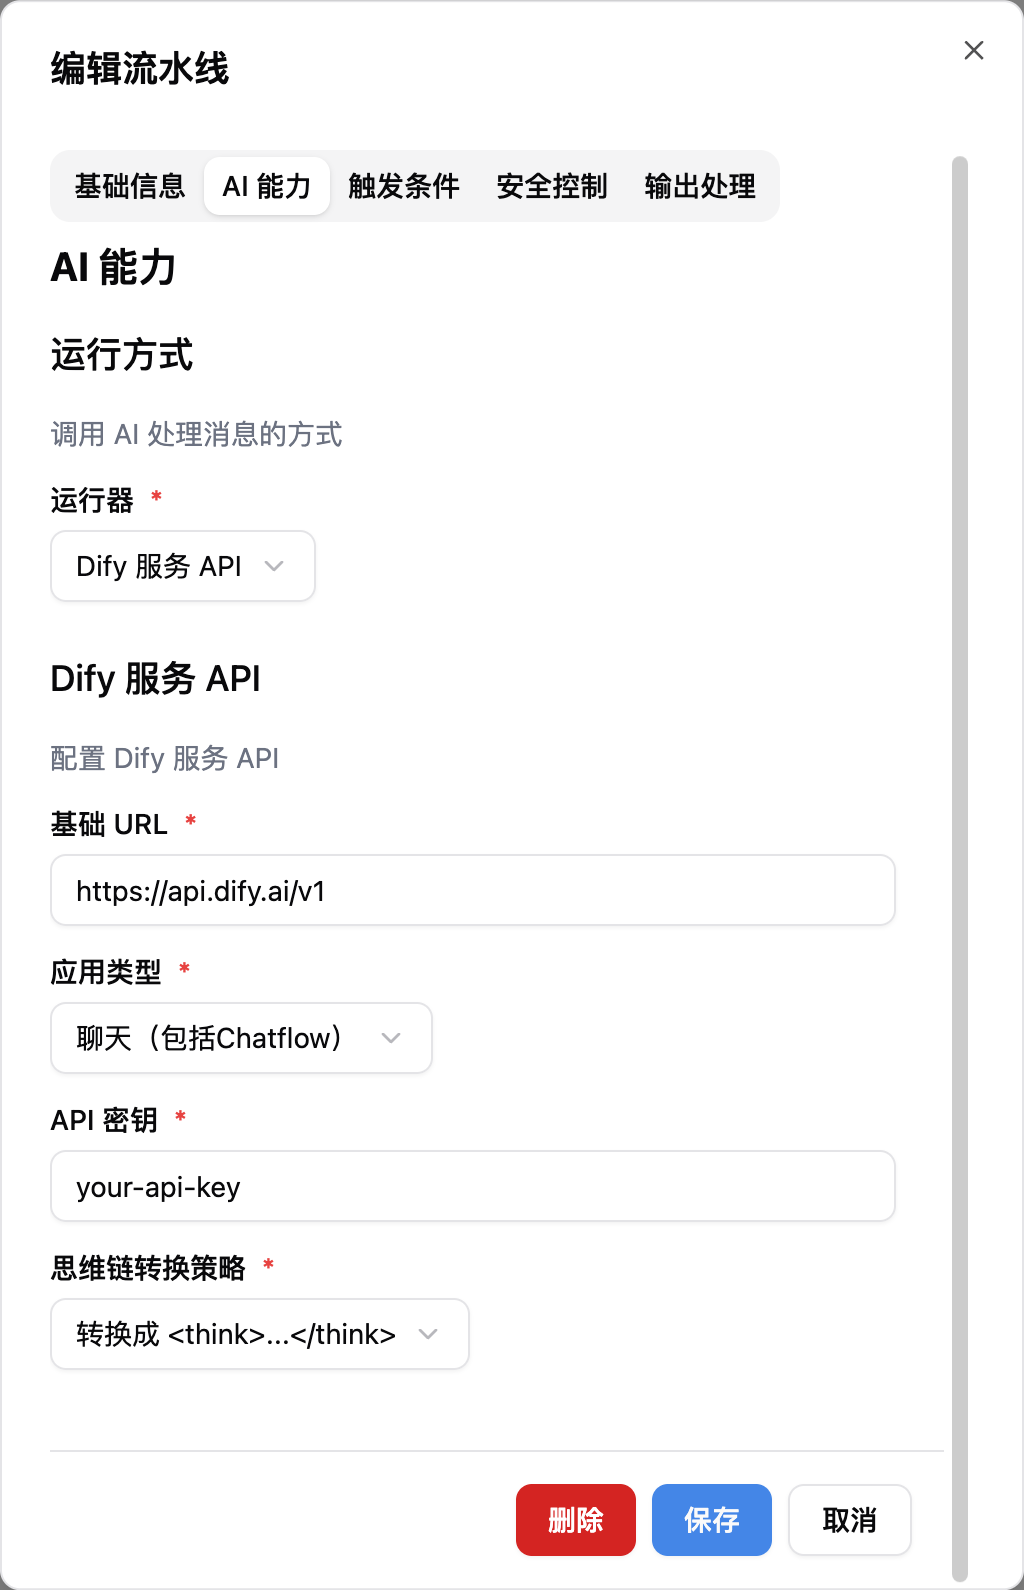 编辑流水线
基础信息 AI 能力 触发条件 安全控制 输出处理
AI 能力
运行方式
调用 AI 处理消息的方式
运行器 *
Dify 服务 API
Dify 服务 API
配置 Dify 服务 API
基础 URL *
https://api.dify.ai/v1
应用类型 *
聊天（包括Chatflow）
API 密钥 *
your-api-key
思维链转换策略 *
转换成 <think>...</think>
删除 保存 取消